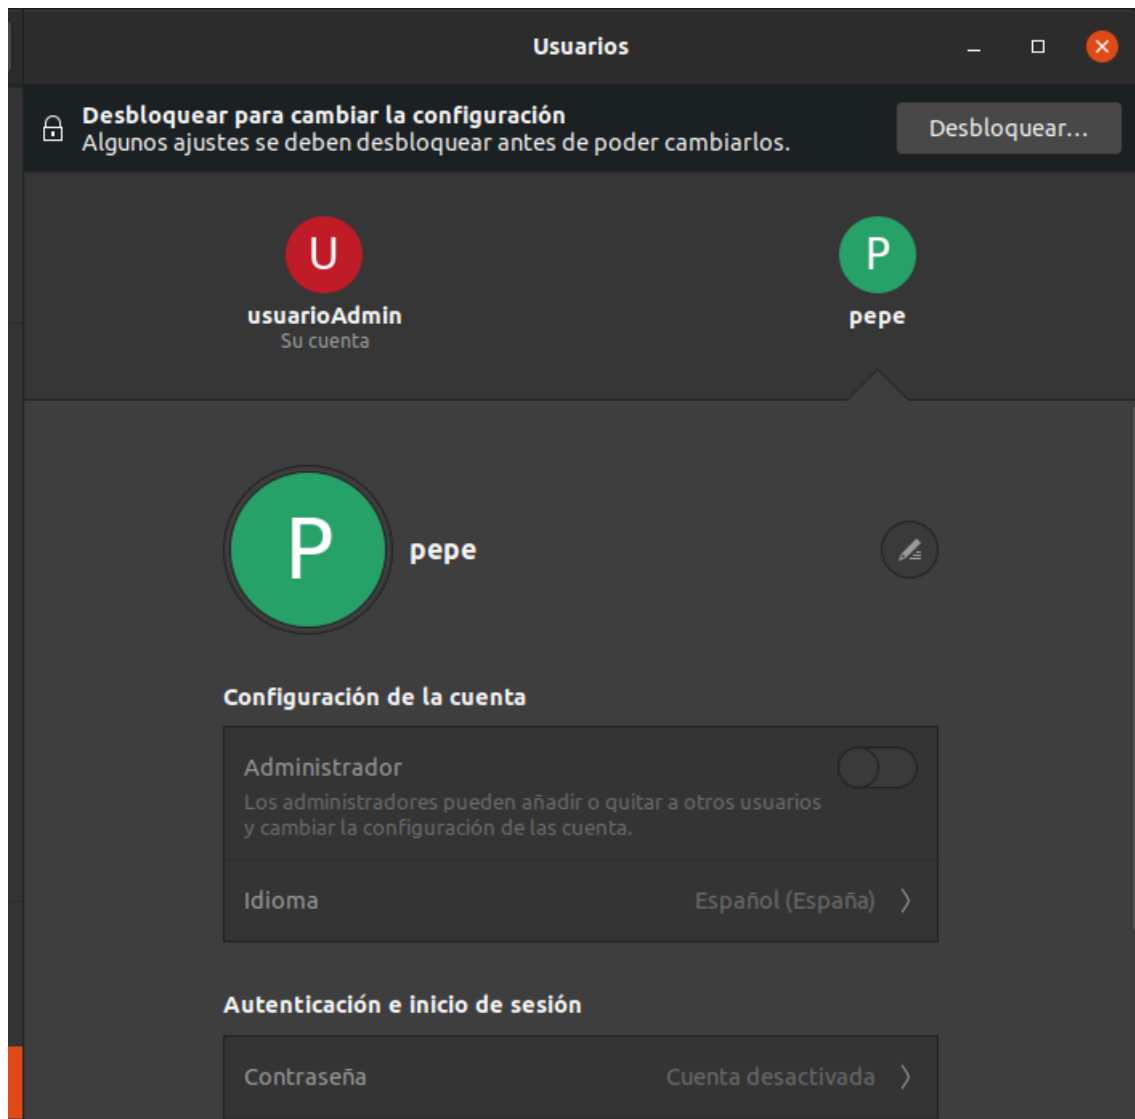 Usuarios
Desbloquear para cambiar la configuración
Algunos ajustes se deben desbloquear antes de poder cambiarlos.
Desbloquear...
U
usuarioAdmin
Su cuenta
P
pepe
P
pepe
Configuración de la cuenta
Administrador
Los administradores pueden añadir o quitar a otros usuarios
y cambiar la configuración de las cuenta.
Idioma
Español (España)
Autenticación e inicio de sesión
Contraseña
Cuenta desactivada